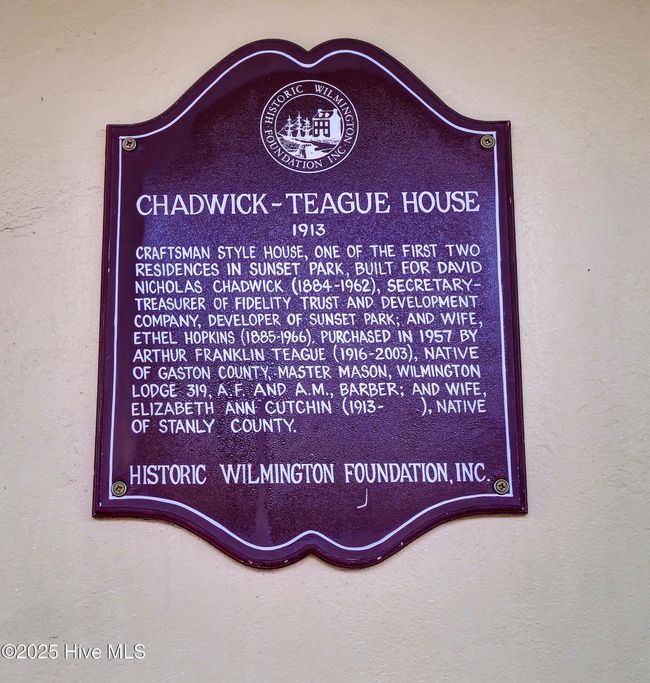 HISTORIC WILMINGTON
FOUNDATION INC.
CHADWICK-TEAGUE HOUSE
1913
CRAFTSMAN STYLE HOUSE, ONE OF THE FIRST TWO
RESIDENCES IN SUNSET PARK, BUILT FOR DAVID
NICHOLAS CHADWICK (1884-1962), SECRETARY-
TREASURER OF FIDELITY TRUST AND DEVELOPMENT
COMPANY, DEVELOPER OF SUNSET PARK; AND WIFE,
ETHEL HOPKINS (1885-1966). PURCHASED IN 1957 BY
ARTHUR FRANKLIN TEAGUE (1916-2003), NATIVE
OF GASTON COUNTY, MASTER MASON, WILMINGTON
LODGE 319, A.F. AND A.M., BARBER; AND WIFE,
ELIZABETH ANN CUTCHIN (1913-    ), NATIVE
OF STANLY COUNTY.
HISTORIC WILMINGTON FOUNDATION, INC.
©2025 Hive MLS